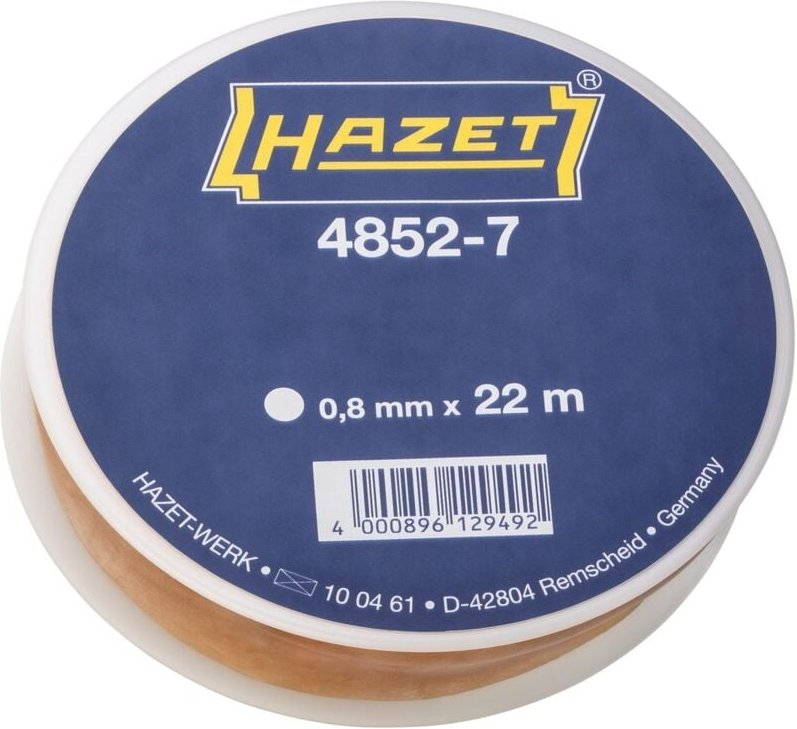 HAZET®
4852-7
0,8 mm x 22 m
4 000896 129492
HAZET-WERK • 10 04 61 • D-42804 Remscheid • Germany